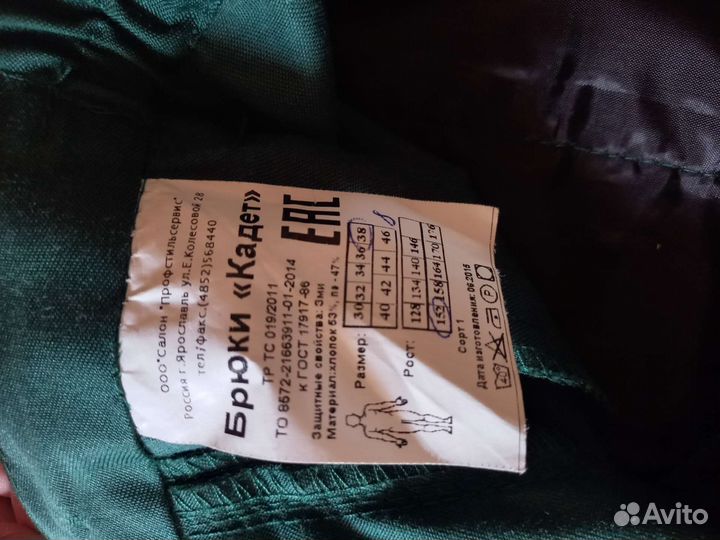 ООО"Салон "Профстильсервис"
Россия г.Ярославль ул.Е.Колесовой 28
тел/факс.(4852)568440
Брюки «Кадет»
EAC
ТР ТС 019/2011
ТО 8572-21663911-01-2014
к ГОСТ 17917-86
Защитные свойства: Зми
Материал:хлопок 53%, пэ - 47%
Размер: 30 32 34 36 38
40 42 44 46
Рост: 128 134 140 146
152 158 164 170 176
Сорт 1
Дата изготовления: 06.2015
Avito